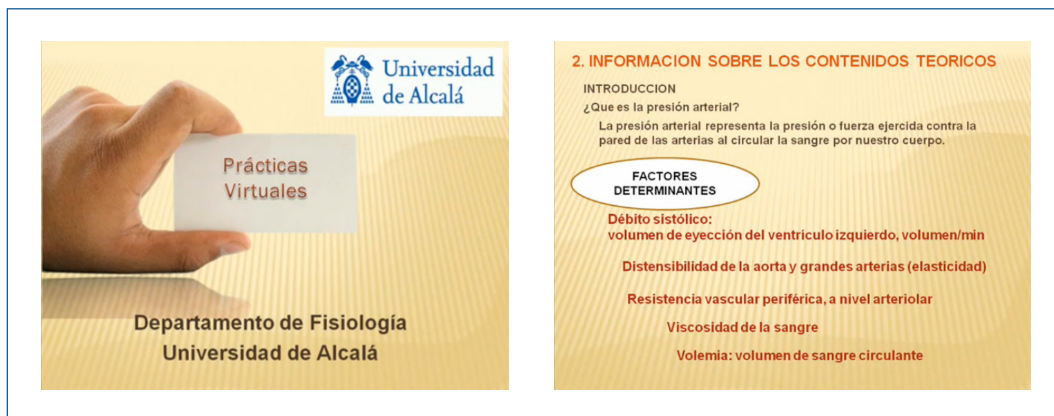 Universidad
de Alcalá
Prácticas
Virtuales
Departamento de Fisiología
Universidad de Alcalá
2. INFORMACION SOBRE LOS CONTENIDOS TEORICOS
INTRODUCCION
¿Que es la presión arterial?
La presión arterial representa la presión o fuerza ejercida contra la
pared de las arterias al circular la sangre por nuestro cuerpo.
FACTORES
DETERMINANTES
Débito sistólico:
volumen de eyección del ventriculo izquierdo, volumen/min
Distensibilidad de la aorta y grandes arterias (elasticidad)
Resistencia vascular periférica, a nivel arteriolar
Viscosidad de la sangre
Volemia: volumen de sangre circulante